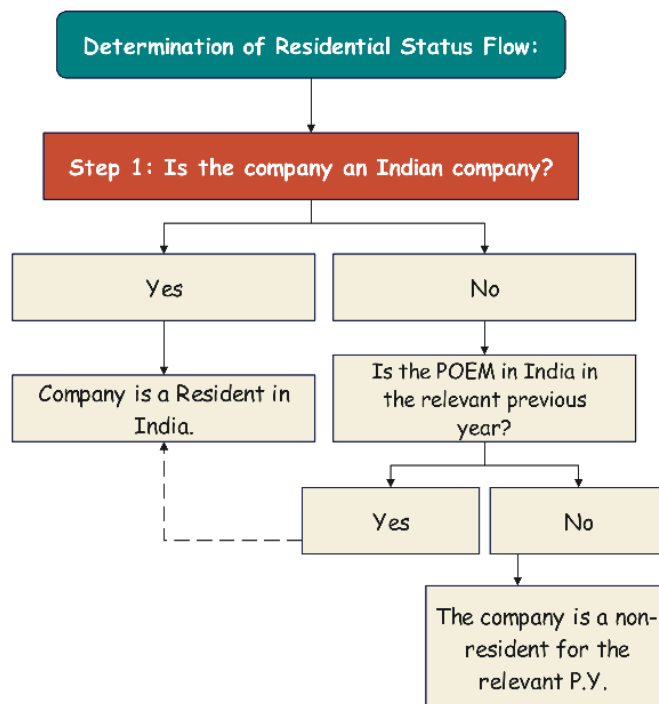 Determination of Residential Status Flow:
Step 1: Is the company an Indian company?
Yes
No
Company is a Resident in
India.
Is the POEM in India in
the relevant previous
year?
Yes
No
The company is a non-
resident for the
relevant P.Y.